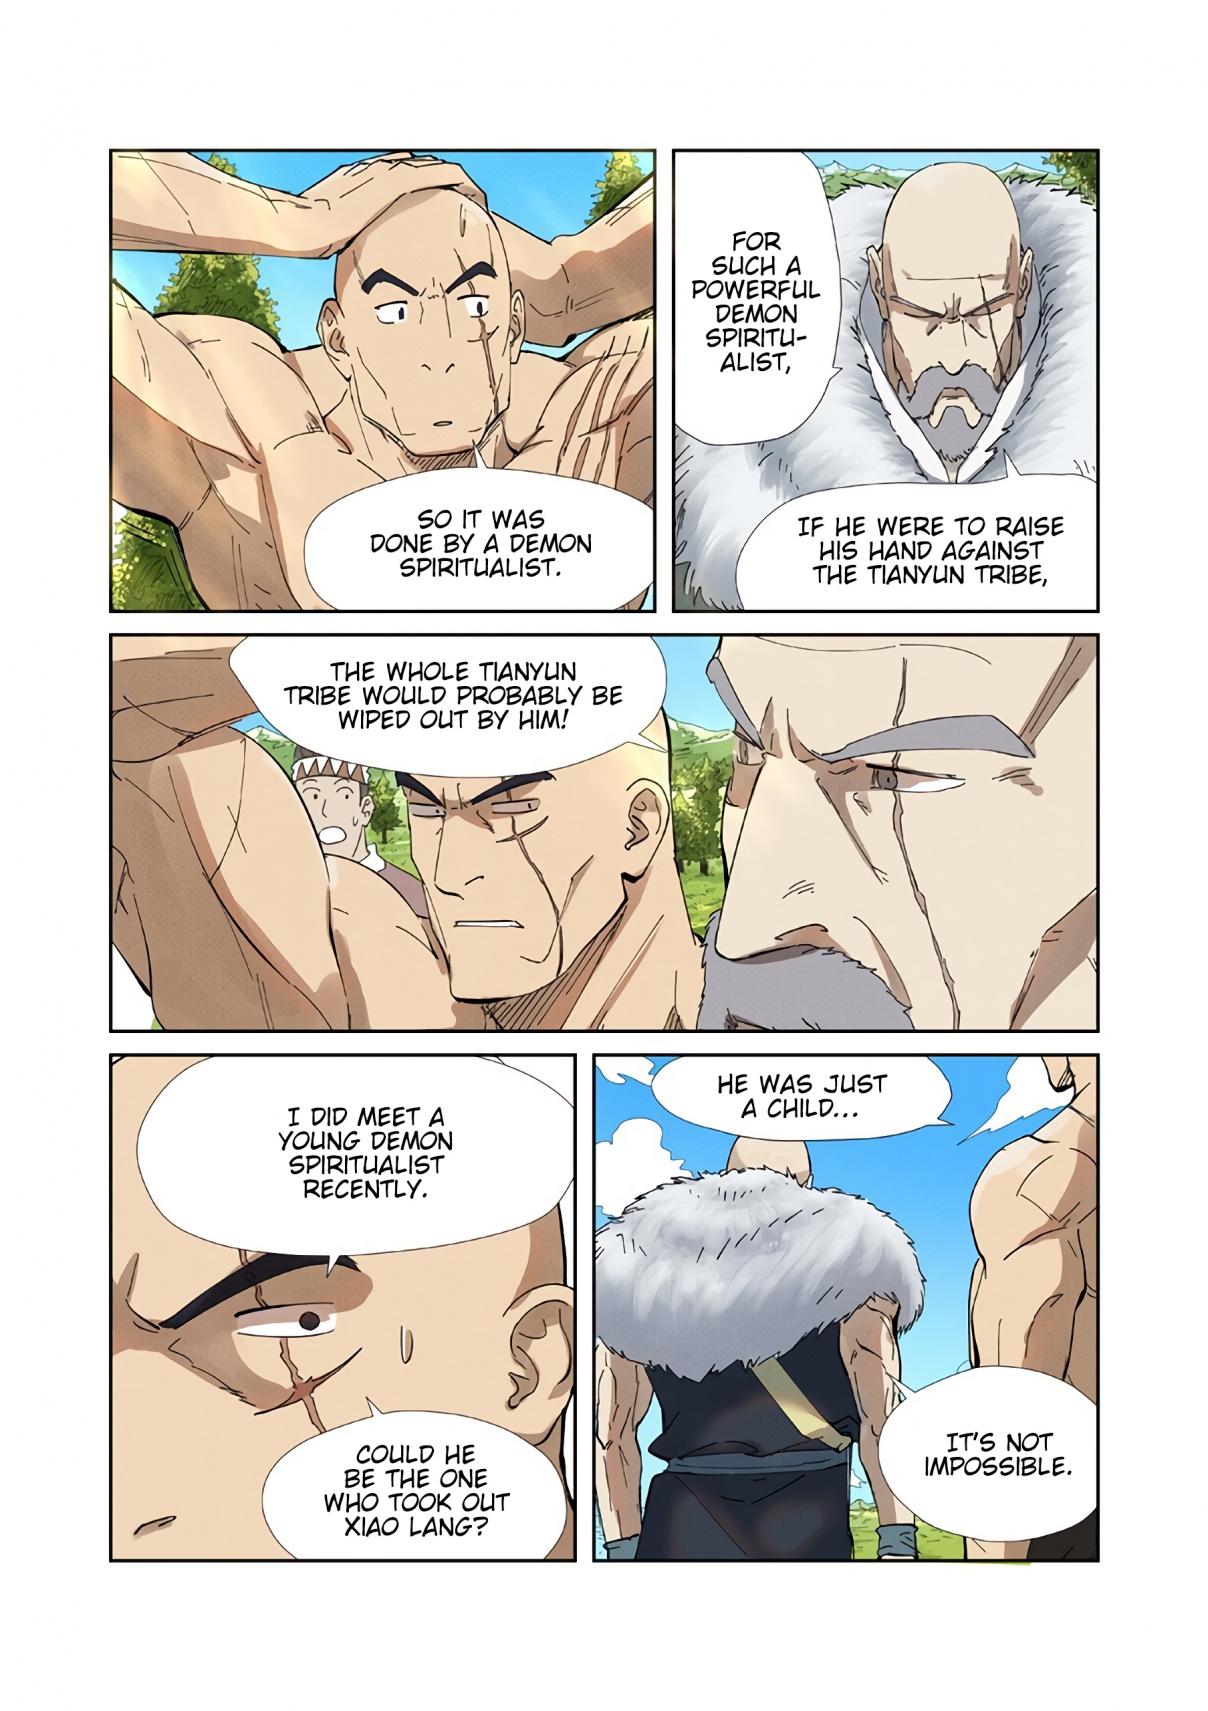 SO IT WAS
DONE BY A DEMON
SPIRITUALIST.
FOR
SUCH A
POWERFUL
DEMON
SPIRITU-
ALIST,
IF HE WERE TO RAISE
HIS HAND AGAINST
THE TIANYUN TRIBE,
THE WHOLE TIANYUN
TRIBE WOULD PROBABLY BE
WIPED OUT BY HIM!
I DID MEET A
YOUNG DEMON
SPIRITUALIST
RECENTLY.
COULD HE
BE THE ONE
WHO TOOK OUT
XIAO LANG?
HE WAS JUST
A CHILD...
IT'S NOT
IMPOSSIBLE.